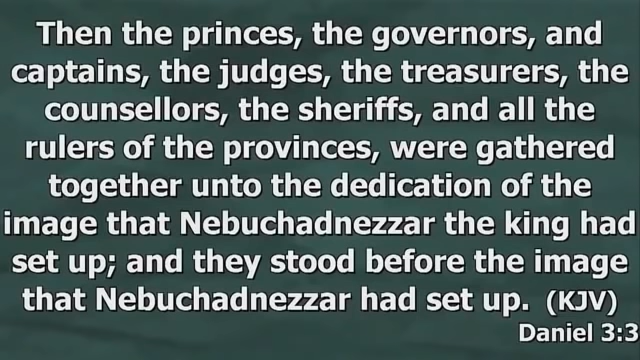 Then the princes, the governors, and
captains, the judges, the treasurers, the
counsellors, the sheriffs, and all the
rulers of the provinces, were gathered
together unto the dedication of the
image that Nebuchadnezzar the king had
set up; and they stood before the image
that Nebuchadnezzar had set up. (KJV)
Daniel 3:3